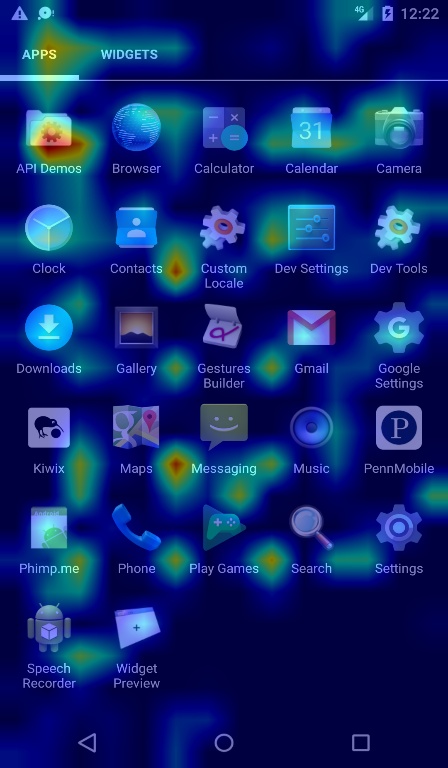 4G 12:22
APPS WIDGETS
31
API Demos Browser Calculator Calendar Camera
Clock Contacts Custom Locale Dev Settings Dev Tools
Downloads Gallery Gestures Builder Gmail Google Settings
G
P
Kiwix Maps Messaging Music PennMobile
Android
Phimp.me Phone Play Games Search Settings
Speech Recorder Widget Preview